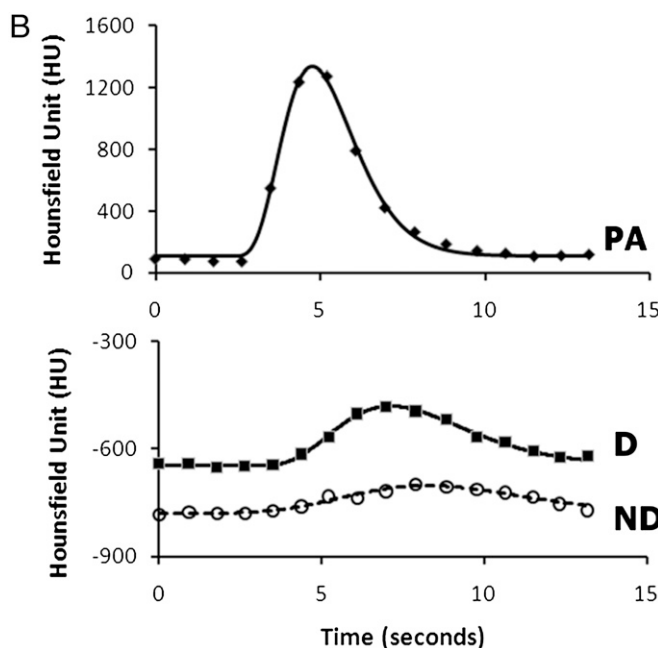 B
Hounsfield Unit (HU)
1600
1200
800
400
0
PA
0 5 10 15
Hounsfield Unit (HU)
-300
-600
-900
D
ND
0 5 10 15
Time (seconds)